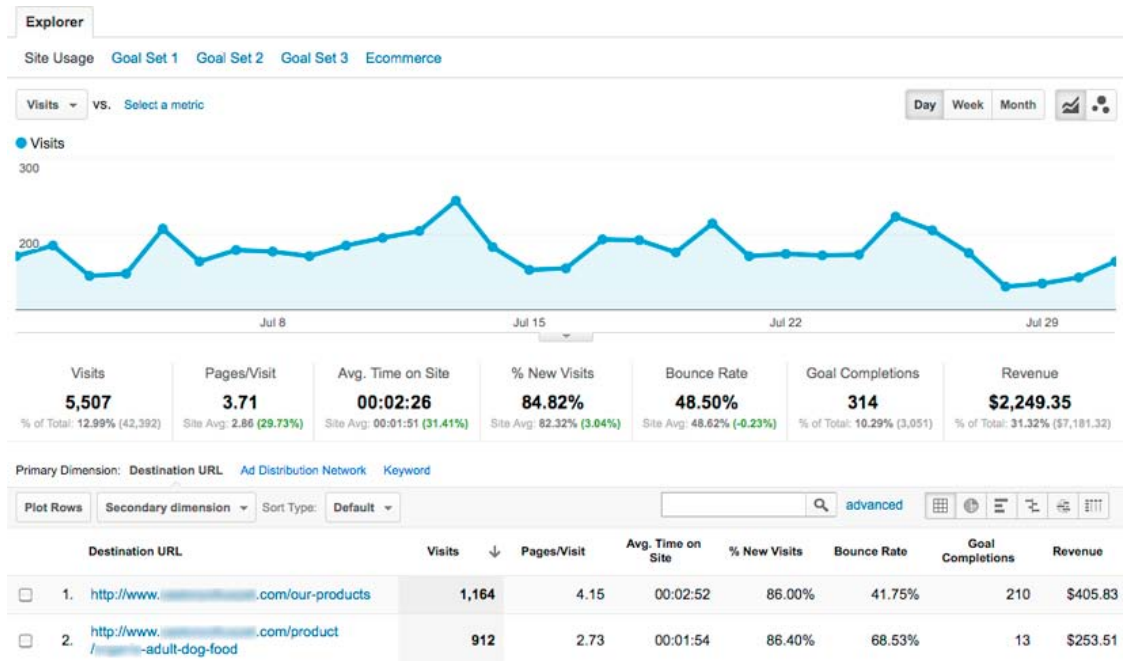 Explorer
Site Usage Goal Set 1 Goal Set 2 Goal Set 3 Ecommerce
Visits VS. Select a metric Day Week Month
Visits
300
200
Jul 8 Jul 15 Jul 22 Jul 29
Visits Pages/Visit Avg. Time on Site % New Visits Bounce Rate Goal Completions Revenue
5,507 3.71 00:02:26 84.82% 48.50% 314 $2,249.35
% of Total: 12.99% (42,392) Site Avg: 2.86 (29.73%) Site Avg: 00:01:51 (31.41%) Site Avg: 82.32% (3.04%) Site Avg: 48.62% (-0.23%) % of Total: 10.29% (3,051) % of Total: 31.32% ($7,181.32)
Primary Dimension: Destination URL Ad Distribution Network Keyword
Plot Rows Secondary dimension Sort Type: Default advanced
Destination URL Visits Pages/Visit Avg. Time on Site % New Visits Bounce Rate Goal Completions Revenue
1. http://www. .com/our-products 1,164 4.15 00:02:52 86.00% 41.75% 210 $405.83
2. http://www. .com/product 912 2.73 00:01:54 86.40% 68.53% 13 $253.51
/ -adult-dog-food